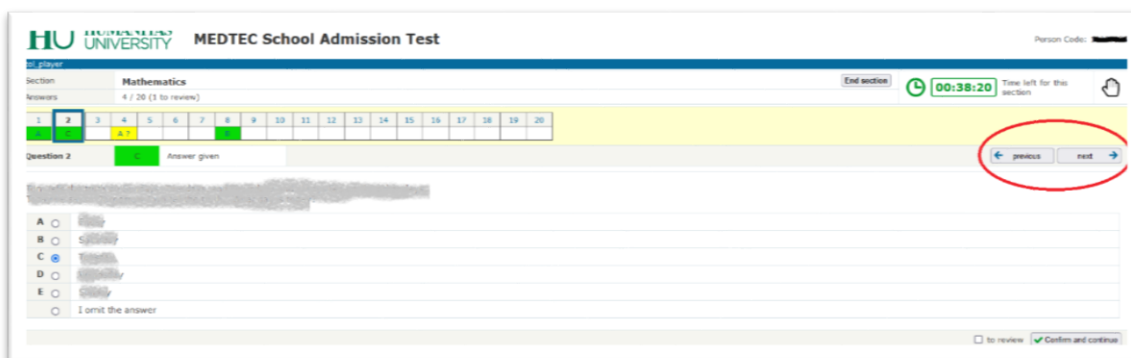 HU HUMANITAS UNIVERSITY MEDTEC School Admission Test Person Code:
tol_player
Section Mathematics End section 00:38:20 Time left for this section
Answers 4 / 20 (1 to review)
1 2 3 4 5 6 7 8 9 10 11 12 13 14 15 16 17 18 19 20
A C A ? B
Question 2 C Answer given previous next
A
B
C
D
E
I omit the answer
to review Confirm and continue